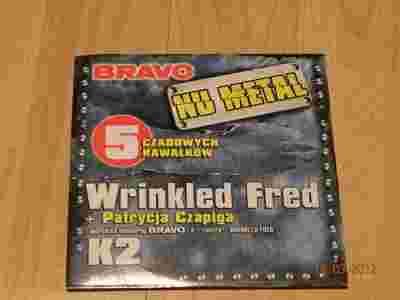 BRAVO
NU METAL
5
CZADOWYCH
KAWAŁKÓW
Wrinkled Fred
+ Patrycja Czapiga
BRAVO
K2